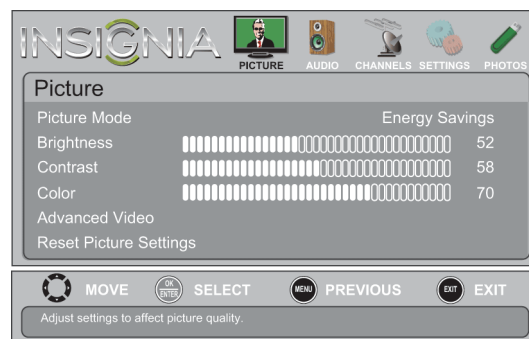 INSIGNIA
PICTURE AUDIO CHANNELS SETTINGS PHOTOS
Picture
Picture Mode Energy Savings
Brightness 52
Contrast 58
Color 70
Advanced Video
Reset Picture Settings
MOVE OK ENTER SELECT MENU PREVIOUS EXIT EXIT
Adjust settings to affect picture quality.